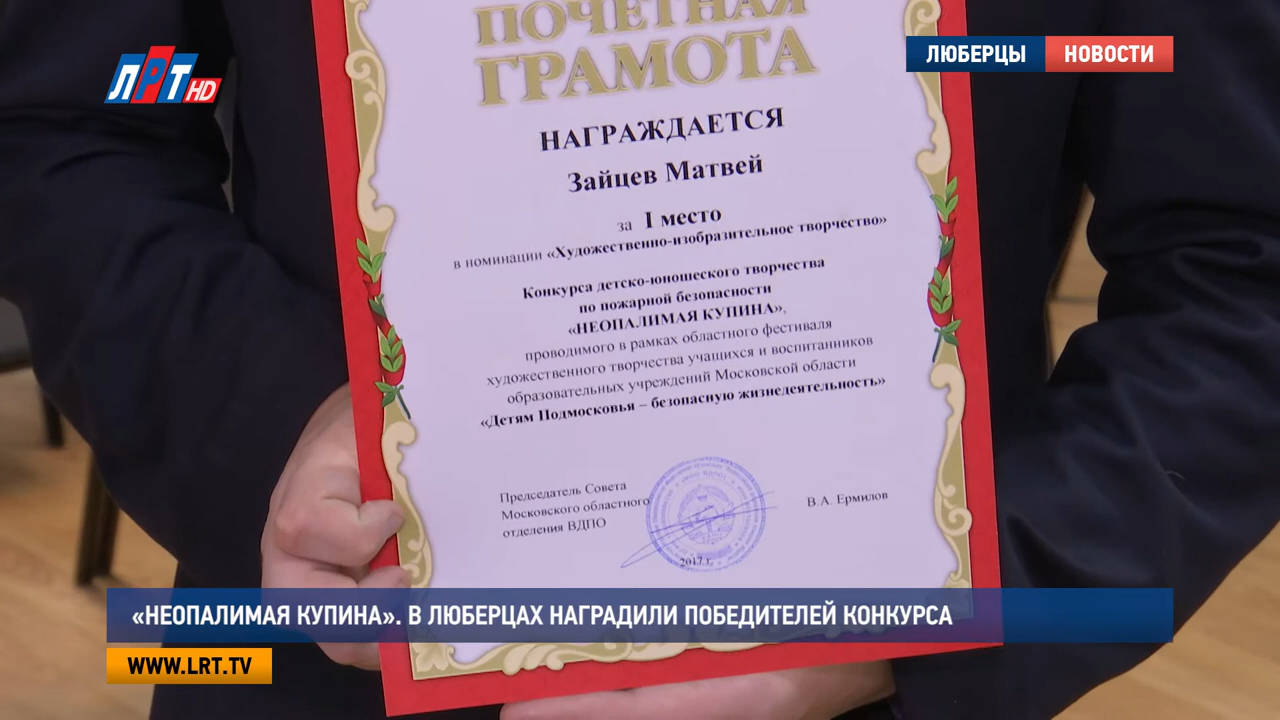 ПОЧЕТНАЯ
ГРАМОТА
ЛРТ HD
ЛЮБЕРЦЫ НОВОСТИ
НАГРАЖДАЕТСЯ
Зайцев Матвей
за I место
в номинации «Художественно-изобразительное творчество»
Конкурса детско-юношеского творчества
по пожарной безопасности
«НЕОПАЛИМАЯ КУПИНА»,
проводимого в рамках областного фестиваля
художественного творчества учащихся и воспитанников
образовательных учреждений Московской области
«Детям Подмосковья – безопасную жизнедеятельность»
Председатель Совета
Московского областного
отделения ВДПО
В.А. Ермилов
2017 г.
«НЕОПАЛИМАЯ КУПИНА». В ЛЮБЕРЦАХ НАГРАДИЛИ ПОБЕДИТЕЛЕЙ КОНКУРСА
WWW.LRT.TV